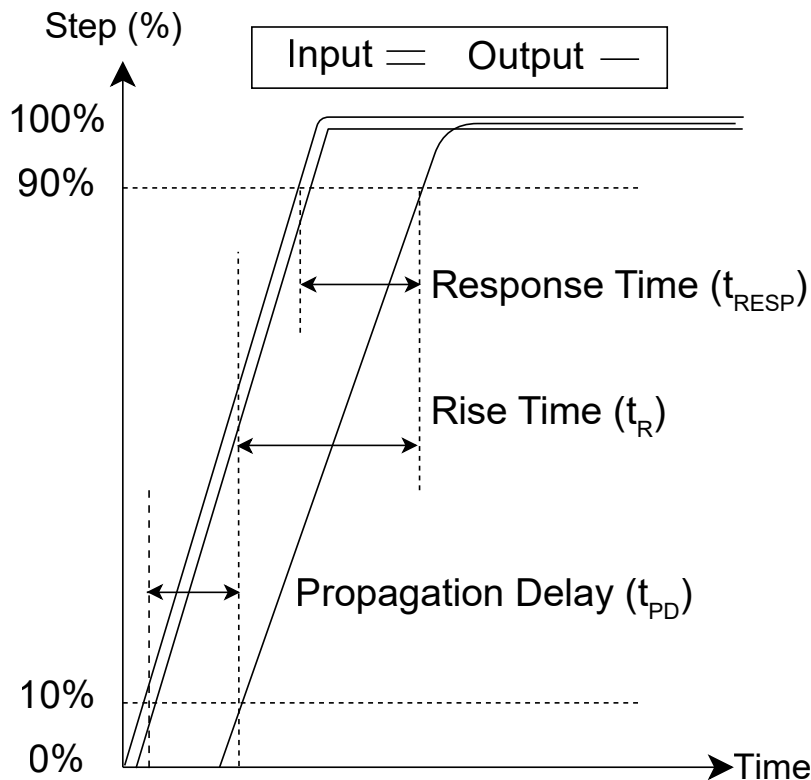 Step (%)
Input Output
100%
90%
Response Time (tRESP)
Rise Time (tR)
Propagation Delay (tPD)
10%
0%
Time